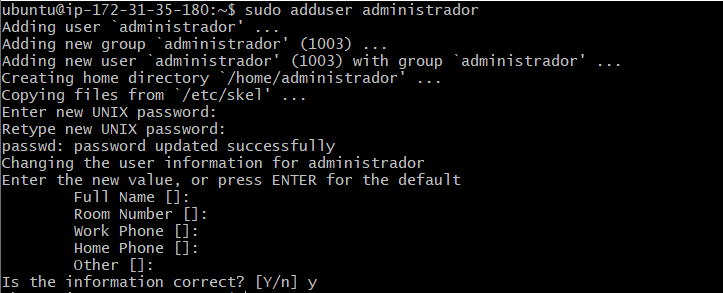 ubuntu@ip-172-31-35-180:~$ sudo adduser administrador
Adding user `administrador' ...
Adding new group `administrador' (1003) ...
Adding new user `administrador' (1003) with group `administrador' ...
Creating home directory `/home/administrador' ...
Copying files from `/etc/skel' ...
Enter new UNIX password:
Retype new UNIX password:
passwd: password updated successfully
Changing the user information for administrador
Enter the new value, or press ENTER for the default
Full Name []:
Room Number []:
Work Phone []:
Home Phone []:
Other []:
Is the information correct? [Y/n] y